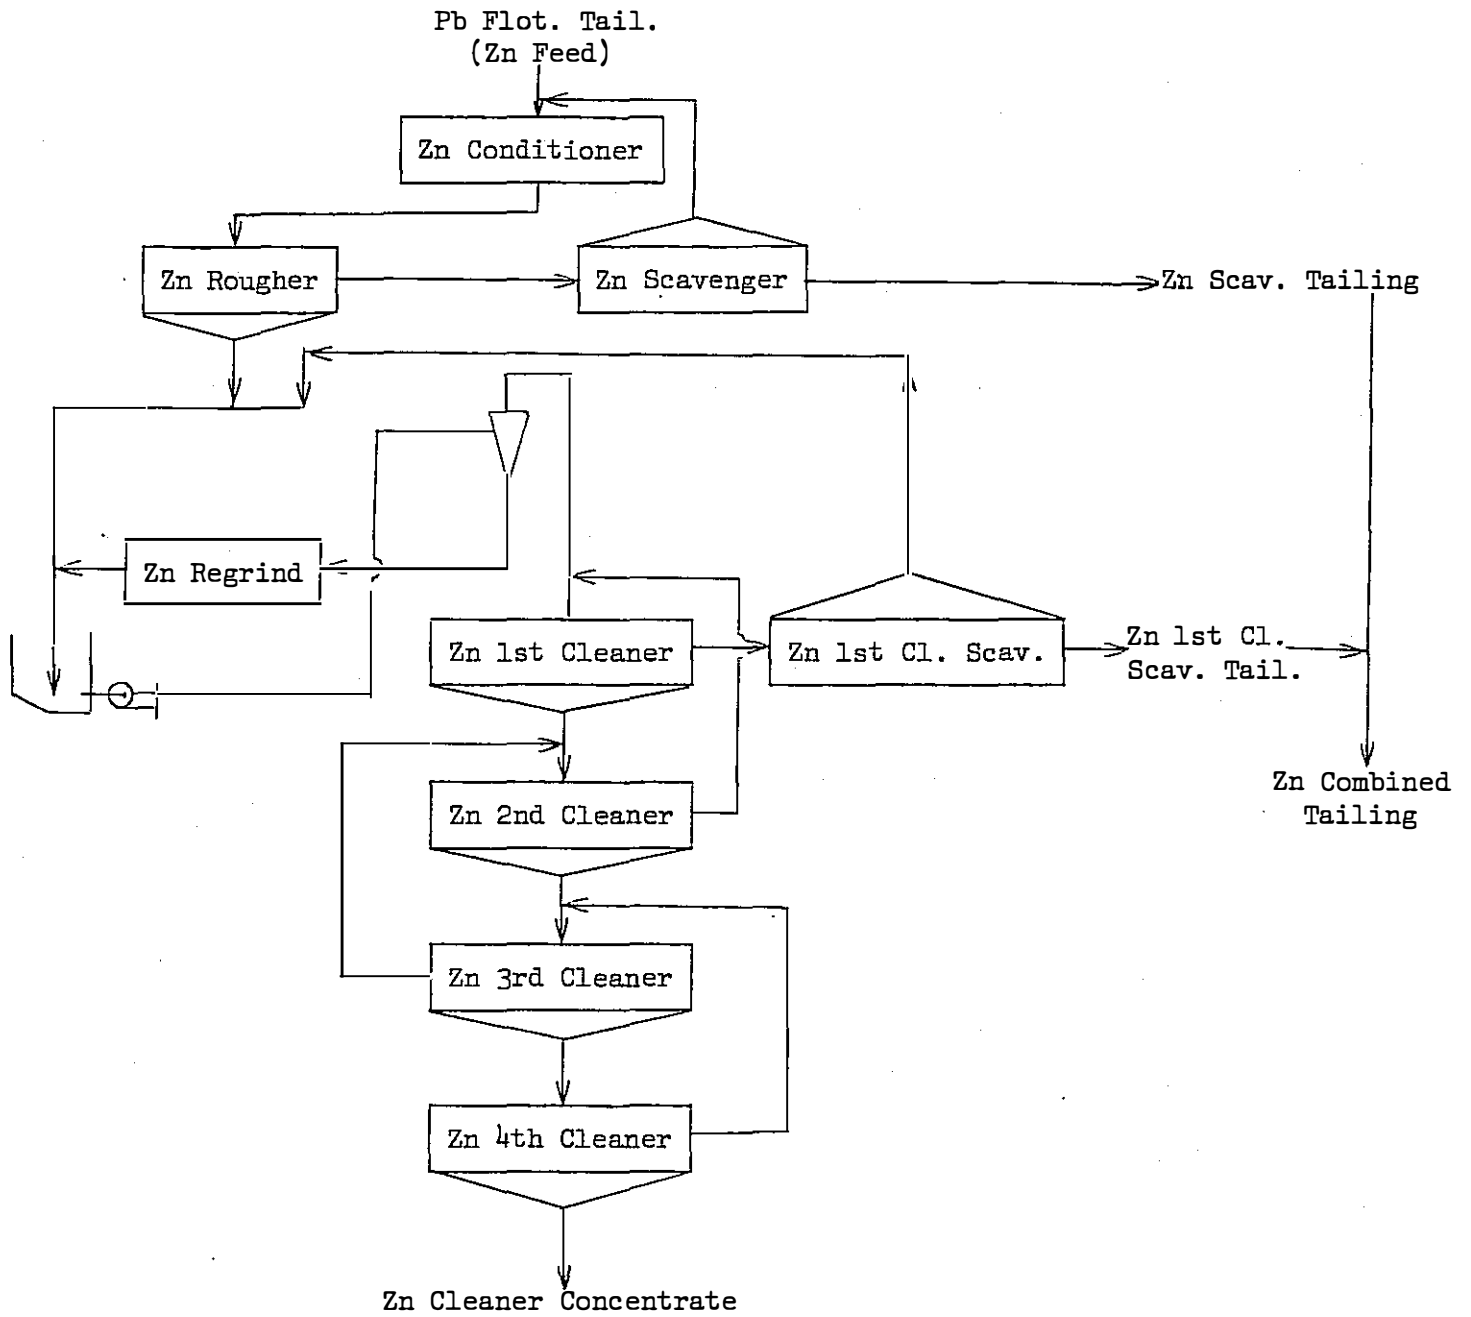 Pb Flot. Tail.
(Zn Feed)
Zn Conditioner
Zn Rougher
Zn Scavenger
Zn Scav. Tailing
Zn Regrind
Zn 1st Cleaner
Zn 1st Cl. Scav.
Zn 1st Cl.
Scav. Tail.
Zn 2nd Cleaner
Zn Combined
Tailing
Zn 3rd Cleaner
Zn 4th Cleaner
Zn Cleaner Concentrate